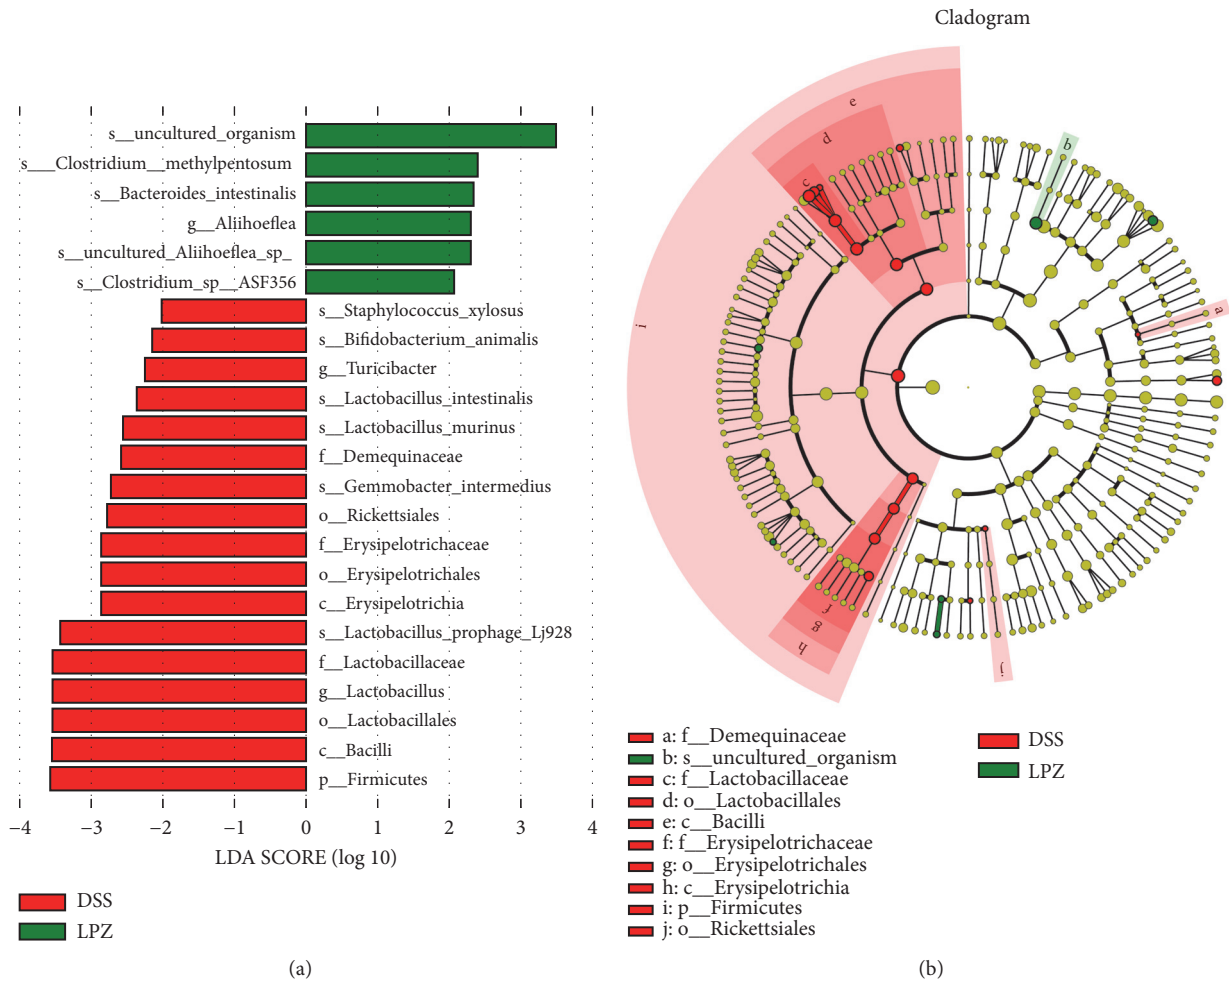 s__uncultured_organism
s___Clostridium__methylpentosum
s__Bacteroides_intestinalis
g__Aliihoeflea
s__uncultured_Aliihoeflea_sp_
s__Clostridium_sp__ASF356
s__Staphylococcus_xylosus
s__Bifidobacterium_animalis
g__Turicibacter
s__Lactobacillus_intestinalis
s__Lactobacillus_murinus
f__Demequinaceae
s__Gemmobacter_intermedius
o__Rickettsiales
f__Erysipelotrichaceae
o__Erysipelotrichales
c__Erysipelotrichia
s__Lactobacillus_prophage_Lj928
f__Lactobacillaceae
g__Lactobacillus
o__Lactobacillales
c__Bacilli
p__Firmicutes
−4 −3 −2 −1 0 1 2 3 4
LDA SCORE (log 10)
DSS
LPZ
(a)
Cladogram
e
d
c
b
a
i
f
g
h
j
a: f__Demequinaceae
b: s__uncultured_organism
c: f__Lactobacillaceae
d: o__Lactobacillales
e: c__Bacilli
f: f__Erysipelotrichaceae
g: o__Erysipelotrichales
h: c__Erysipelotrichia
i: p__Firmicutes
j: o__Rickettsiales
DSS
LPZ
(b)